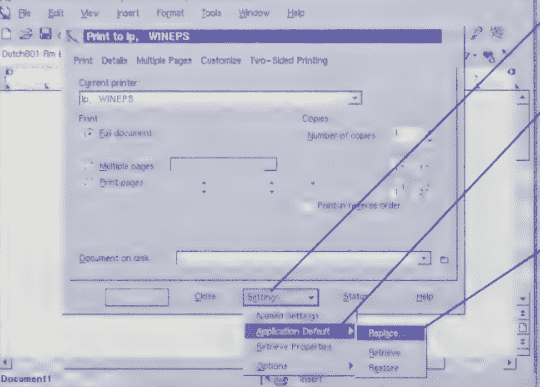 File Edit View Insert Format Tools Window Help
Print to lp, WINEPS
Dutch801 Rm
Print Details Multiple Pages Customize Two-Sided Printing
Current printer:
lp, WINEPS
Print Copies
Full document Number of copies 1
Multiple pages
Print pages
Print in reverse order
Document on disk
Close Settings Status Help
Named Settings
Application Default Replace...
Retrieve Properties Retrieve
Options Restore
Document1 Insert